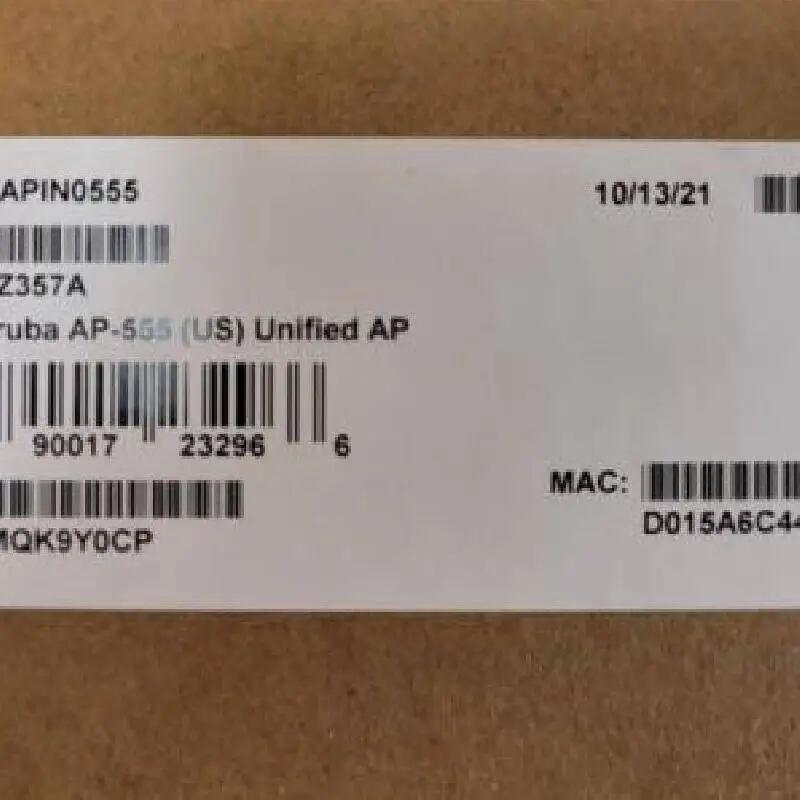 APIN0555
10/13/21
Z357A
ruba AP-555 (US) Unified AP
90017 23296 6
MAC:
D015A6C44
MQK9Y0CP